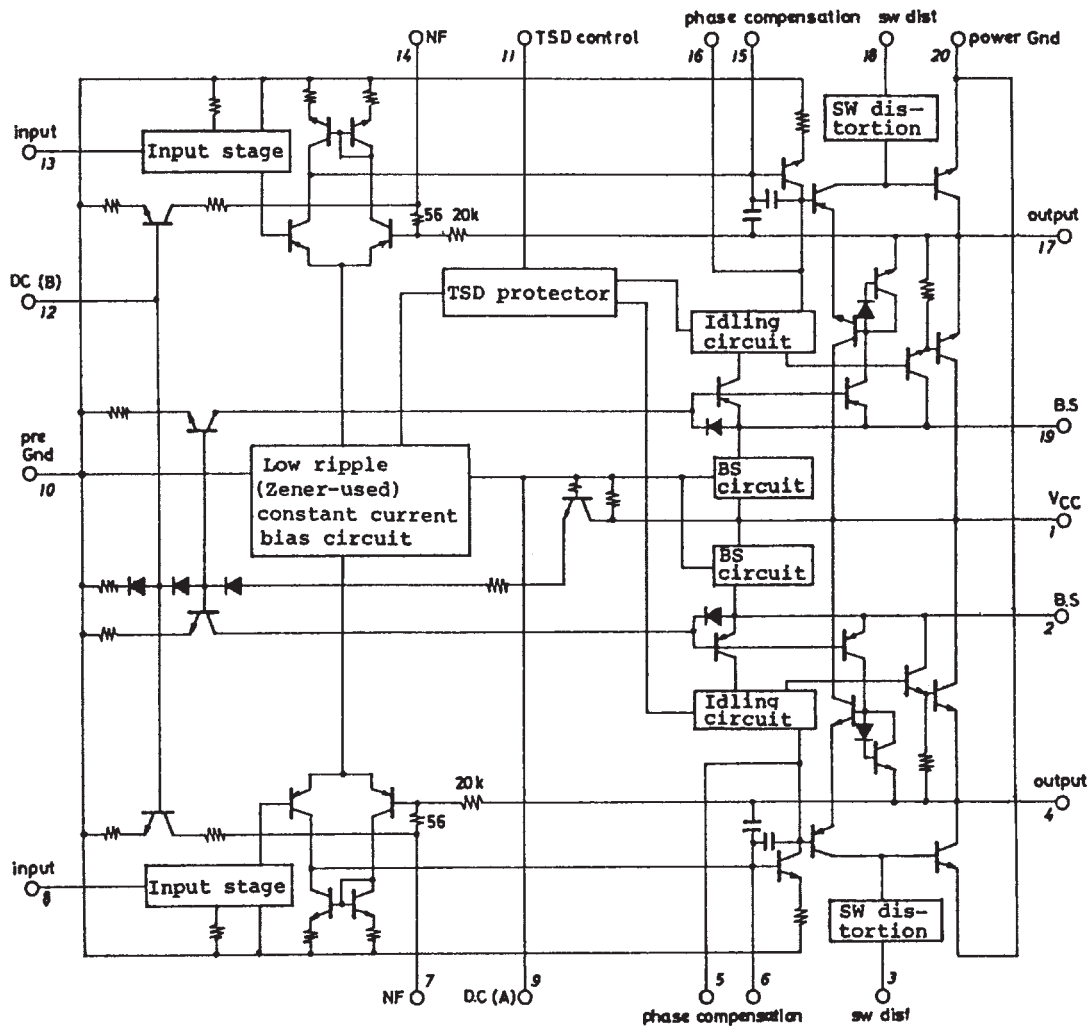 phase compensation sw dist
NF
14
TSD control
11
16
15
18
20
power Gnd
SW dis-
tortion
input
13
Input stage
56
20k
output
17
DC (B)
12
TSD protector
Idling
circuit
B.S
19
pre
Gnd
10
Low ripple
(Zener-used)
constant current
bias circuit
BS
circuit
VCC
1
BS
circuit
B.S
2
Idling
circuit
20k
56
output
4
input
8
Input stage
SW dis-
tortion
NF
7
D.C (A)
9
5
6
3
phase compensation
sw dist